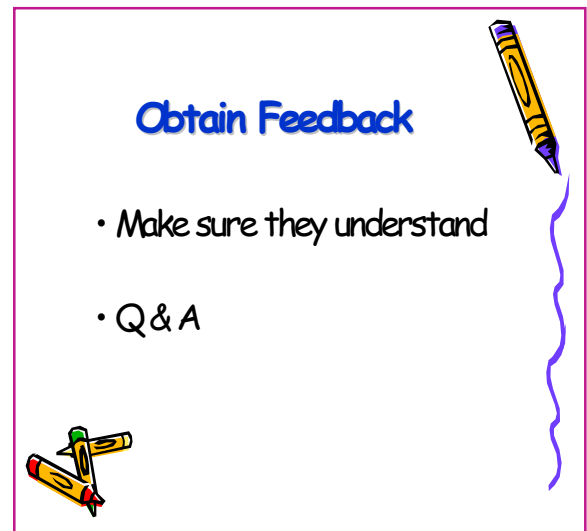 Obtain Feedback
• Make sure they understand
• Q & A